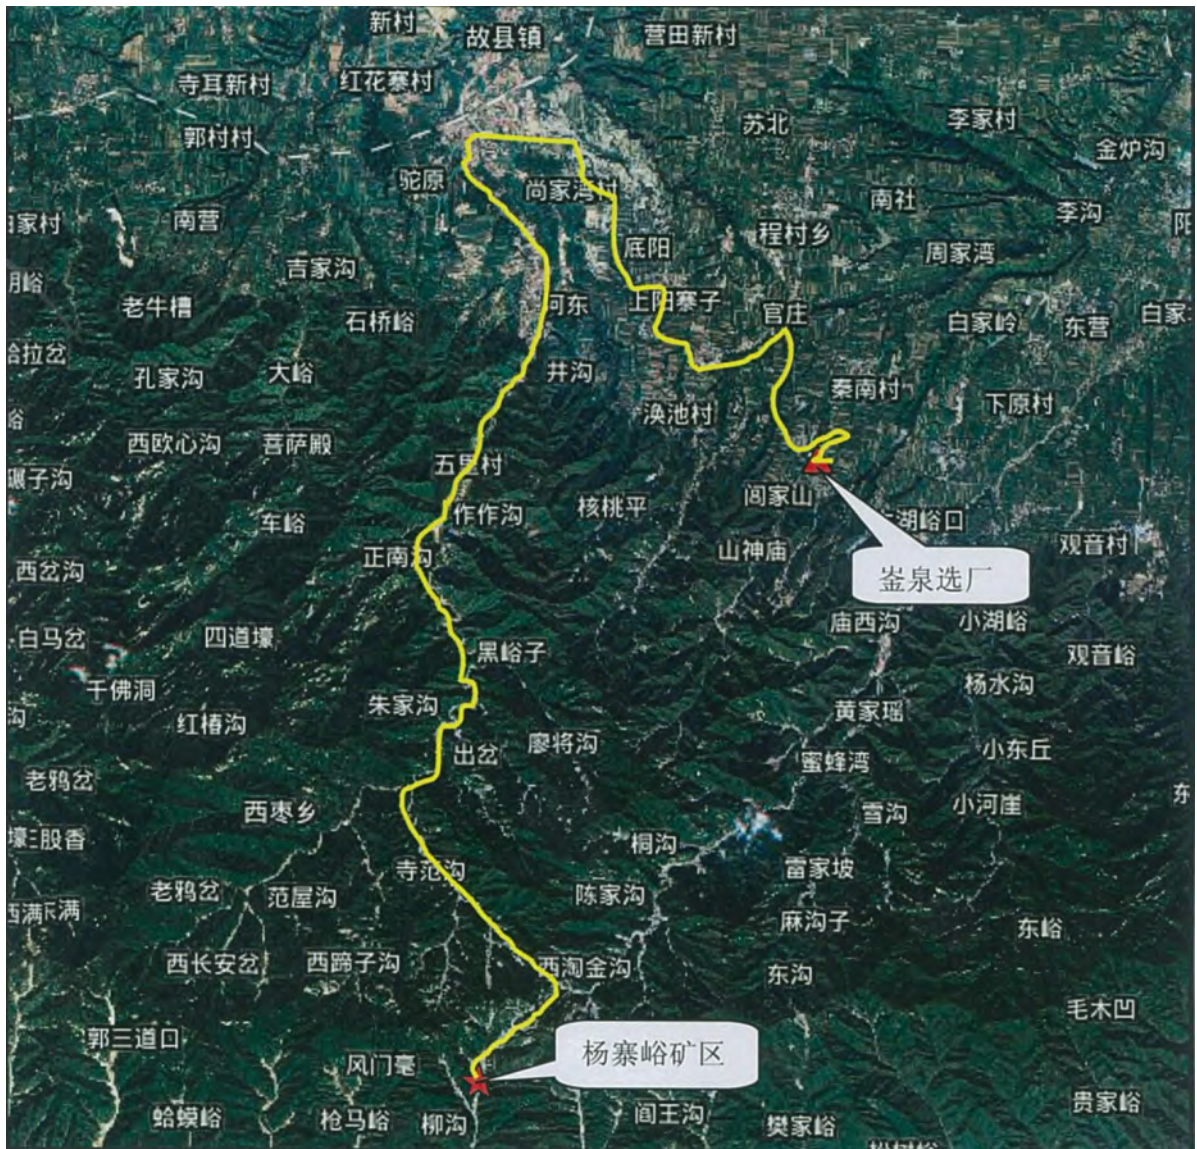 新村
故县镇
营田新村
寺耳新村
红花寨村
郭村村
苏北
李家村
金炉沟
驼原
尚家湾村
南社
李沟
南营
底阳
程村乡
周家湾
吉家沟
老牛槽
石桥峪
河东
上阳寨子
官庄
白家岭
东营
孔家沟
大峪
井沟
秦南村
下原村
涣池村
西欧心沟
菩萨殿
五里村
碾子沟
车峪
作作沟
核桃平
阎家山
湖峪口
正南沟
山神庙
观音村
西岔沟
崟泉选厂
白马岔
四道壕
黑峪子
庙西沟
小湖峪
观音峪
千佛洞
红椿沟
朱家沟
杨水沟
黄家瑶
出岔
廖将沟
蜜蜂湾
小东丘
老鸦岔
西枣乡
雪沟
小河崖
三股香
桐沟
寺范沟
雷家坡
老鸦岔
范屋沟
陈家沟
麻沟子
东峪
西长安岔
西蹄子沟
西淘金沟
东沟
毛木凹
郭三道口
风门毫
杨寨峪矿区
蛤蟆峪
枪马峪
柳沟
阎王沟
樊家峪
贵家峪